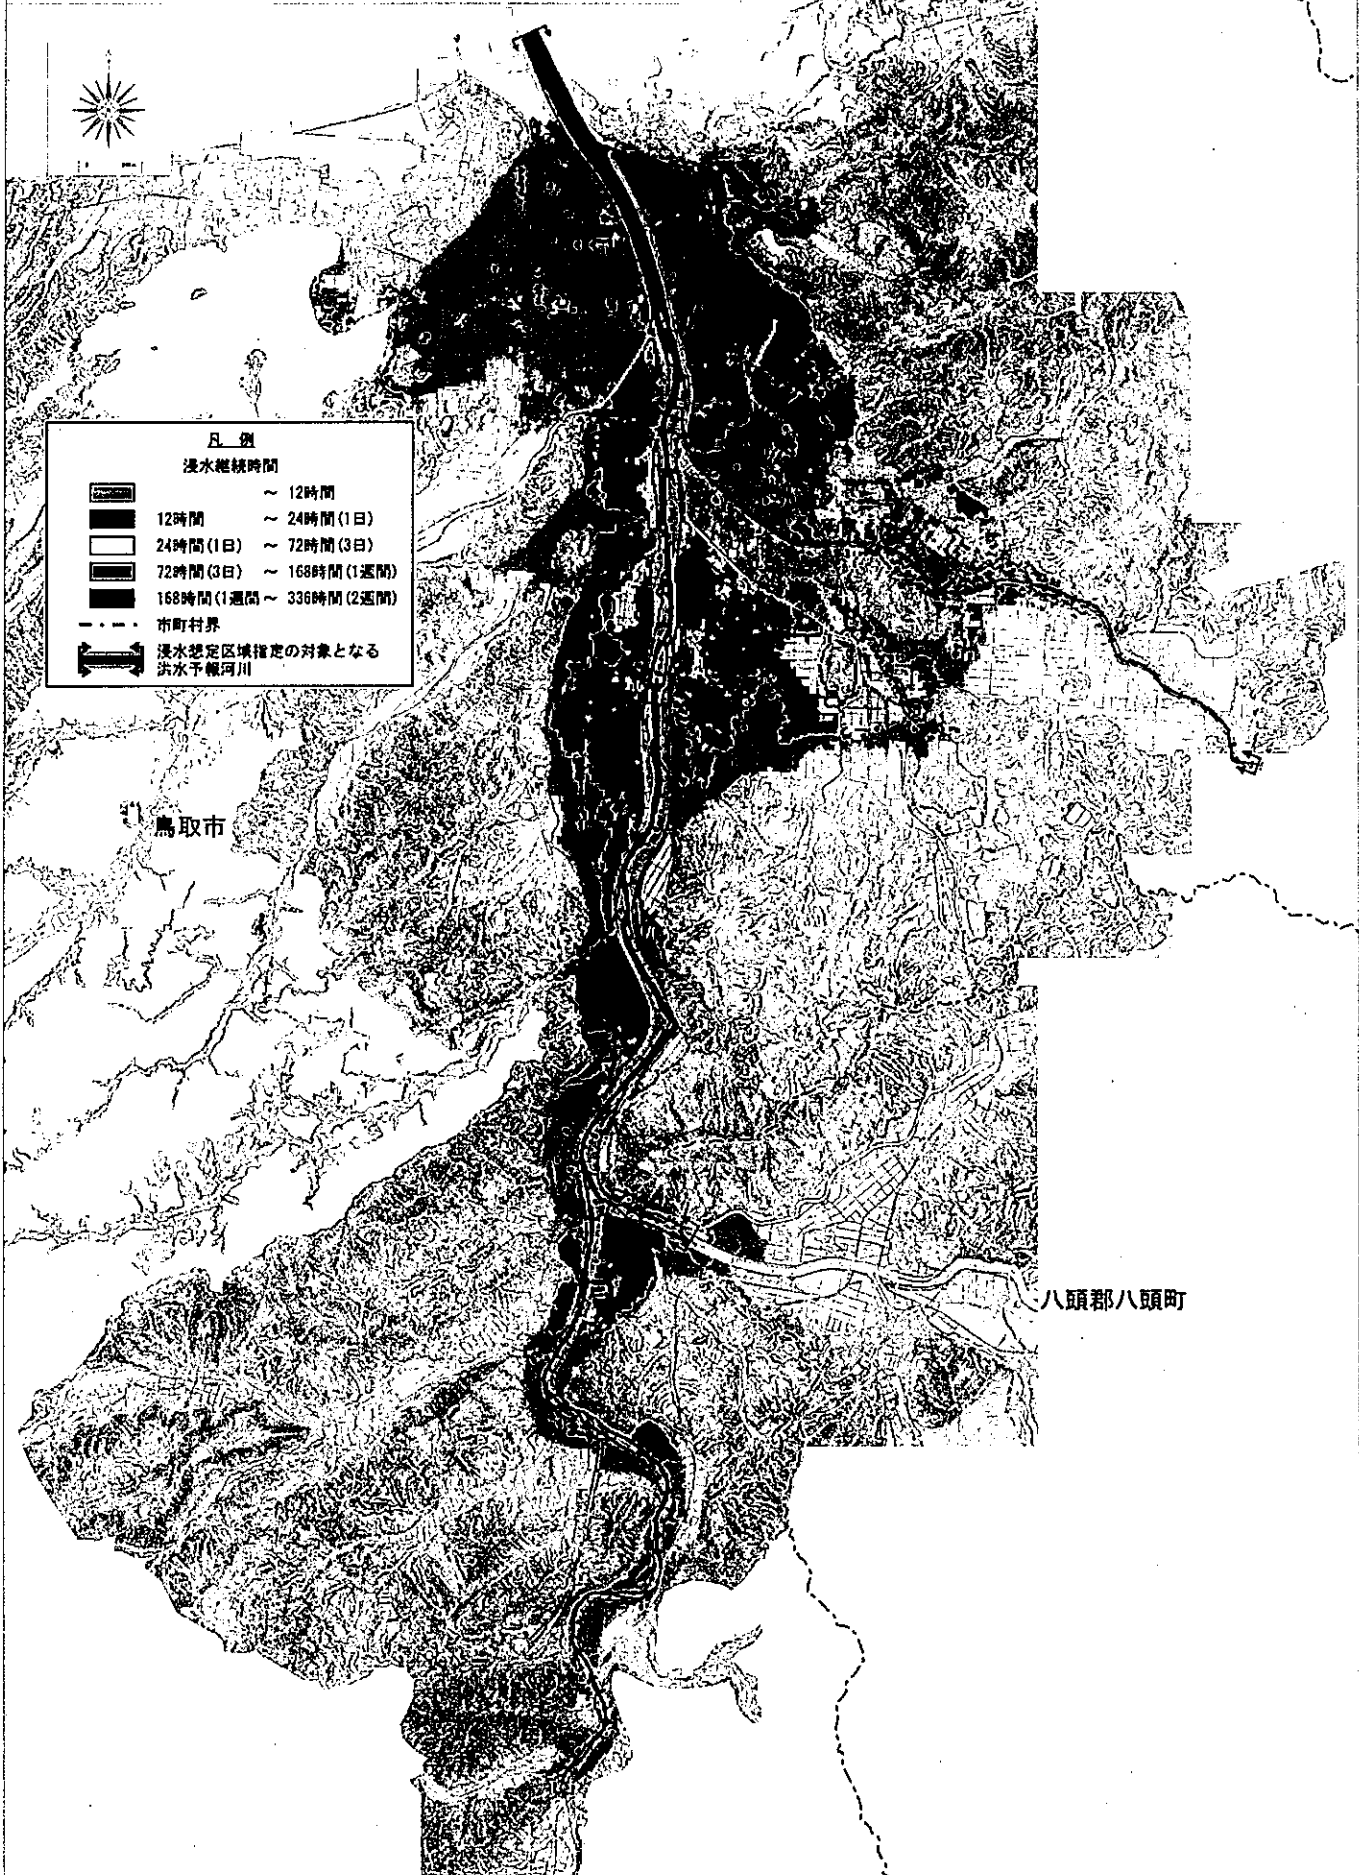 凡 例
浸水継続時間
～ 12時間
12時間 ～ 24時間(1日)
24時間(1日) ～ 72時間(3日)
72時間(3日) ～ 168時間(1週間)
168時間(1週間 ～ 336時間(2週間)
市町村界
浸水想定区域指定の対象となる
洪水予報河川
鳥取市
八頭郡八頭町